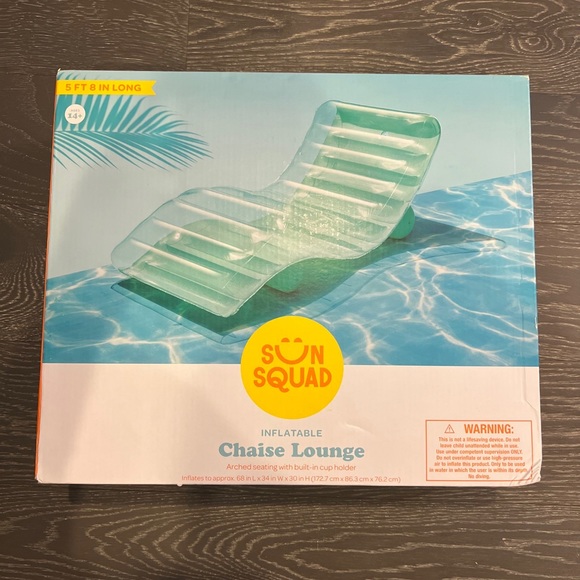 5 FT 8 IN LONG
14+
SUN
SQUAD
INFLATABLE
Chaise Lounge
Arched seating with built-in cup holder
Inflates to approx. 68 in L x 34 in W x 30 in H (172.7 cm x 86.3 cm x 76.2 cm)
WARNING:
This is not a lifesaving device. Do not
leave child unattended while in use.
Use under competent supervision ONLY.
Do not overinflate or use high-pressure
air to inflate this product. Only to be used
in water in which the user is within its depth.
No diving.